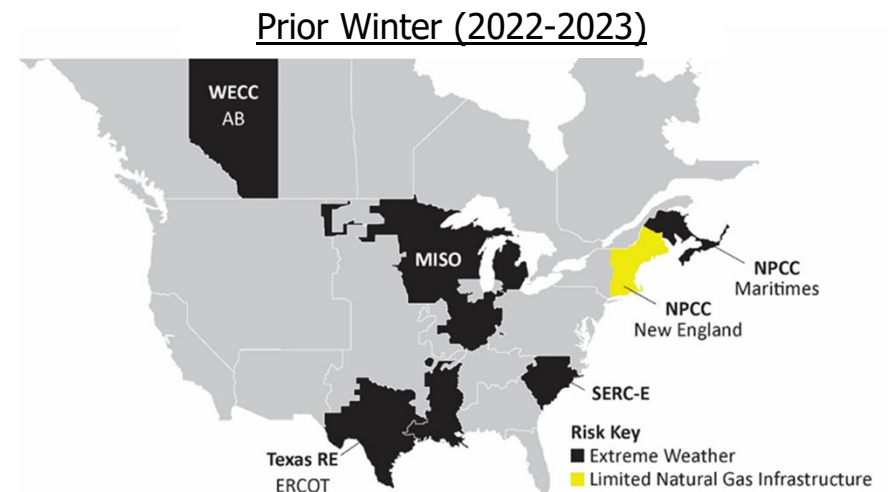 Prior Winter (2022-2023)
WECC
AB
MISO
NPCC
Maritimes
NPCC
New England
SERC-E
Texas RE
ERCOT
Risk Key
Extreme Weather
Limited Natural Gas Infrastructure